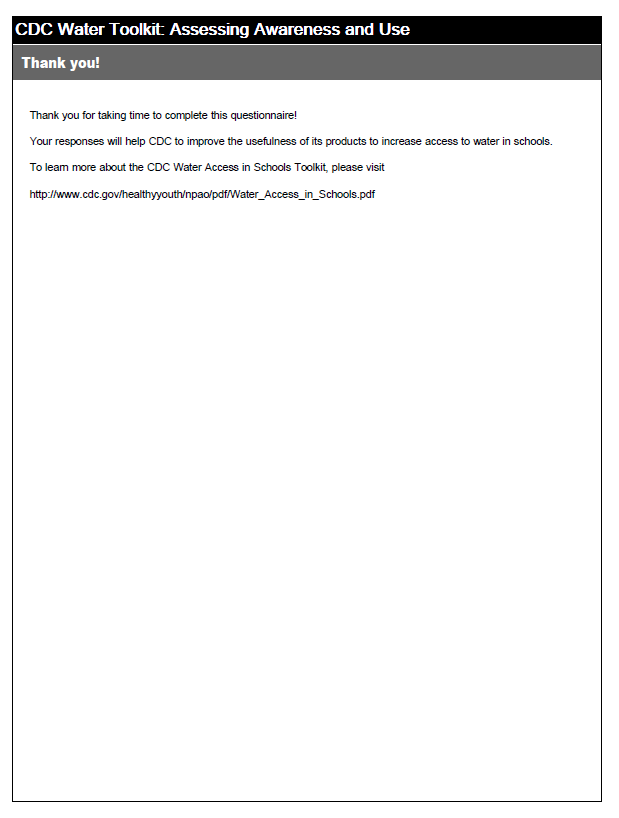 CDC Water Toolkit: Assessing Awareness and Use
Thank you!
Thank you for taking time to complete this questionnaire!
Your responses will help CDC to improve the usefulness of its products to increase access to water in schools.
To learn more about the CDC Water Access in Schools Toolkit, please visit
http://www.cdc.gov/healthyyouth/npao/pdf/Water_Access_in_Schools.pdf